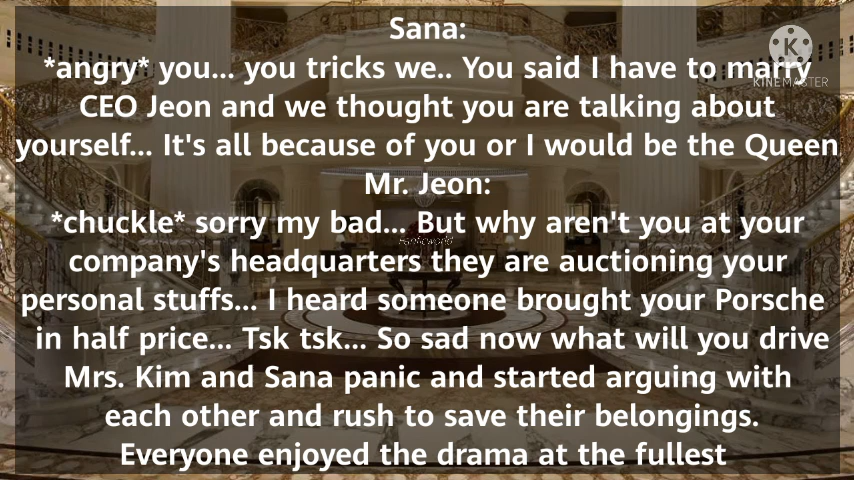 Sana:
*angry* you... you tricks we.. You said I have to marry
CEO Jeon and we thought you are talking about
yourself... It's all because of you or I would be the Queen
Mr. Jeon:
*chuckle* sorry my bad... But why aren't you at your
company's headquarters they are auctioning your
personal stuffs... I heard someone brought your Porsche
in half price... Tsk tsk... So sad now what will you drive
Mrs. Kim and Sana panic and started arguing with
each other and rush to save their belongings.
Everyone enjoyed the drama at the fullest
K
KINEMASTER